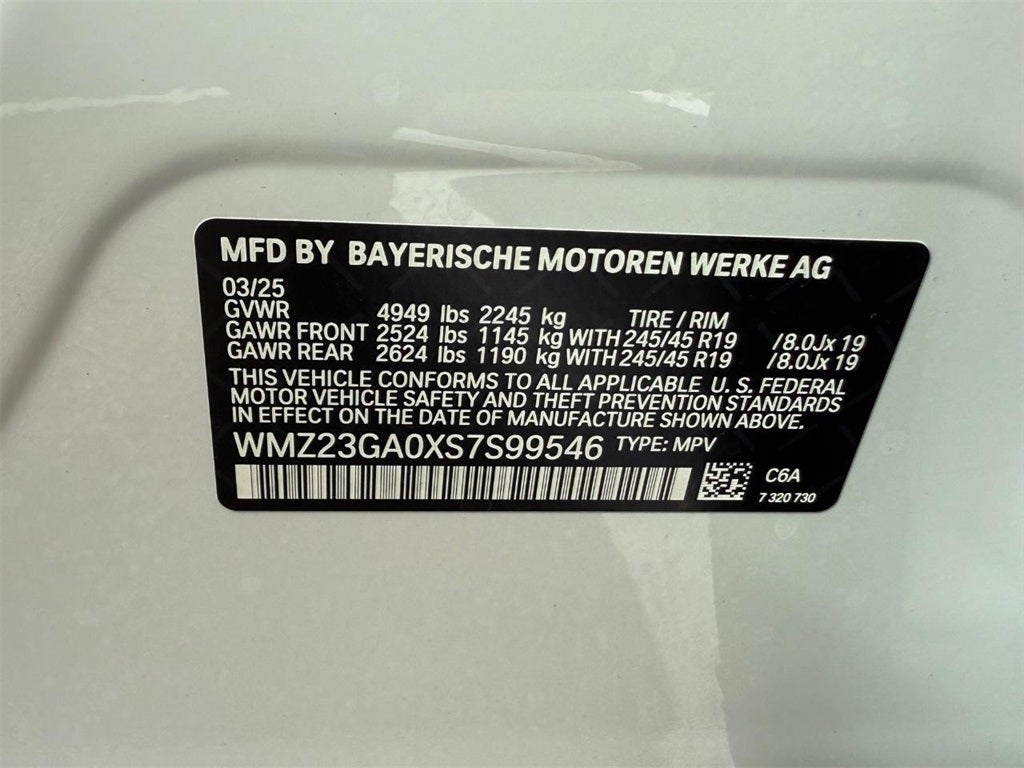 MFD BY BAYERISCHE MOTOREN WERKE AG
03/25
GVWR 4949 lbs 2245 kg TIRE / RIM
GAWR FRONT 2524 lbs 1145 kg WITH 245/45 R19 /8.0Jx 19
GAWR REAR 2624 lbs 1190 kg WITH 245/45 R19 /8.0Jx 19
THIS VEHICLE CONFORMS TO ALL APPLICABLE U. S. FEDERAL
MOTOR VEHICLE SAFETY AND THEFT PREVENTION STANDARDS
IN EFFECT ON THE DATE OF MANUFACTURE SHOWN ABOVE.
WMZ23GA0XS7S99546 TYPE: MPV
C6A
7 320 730